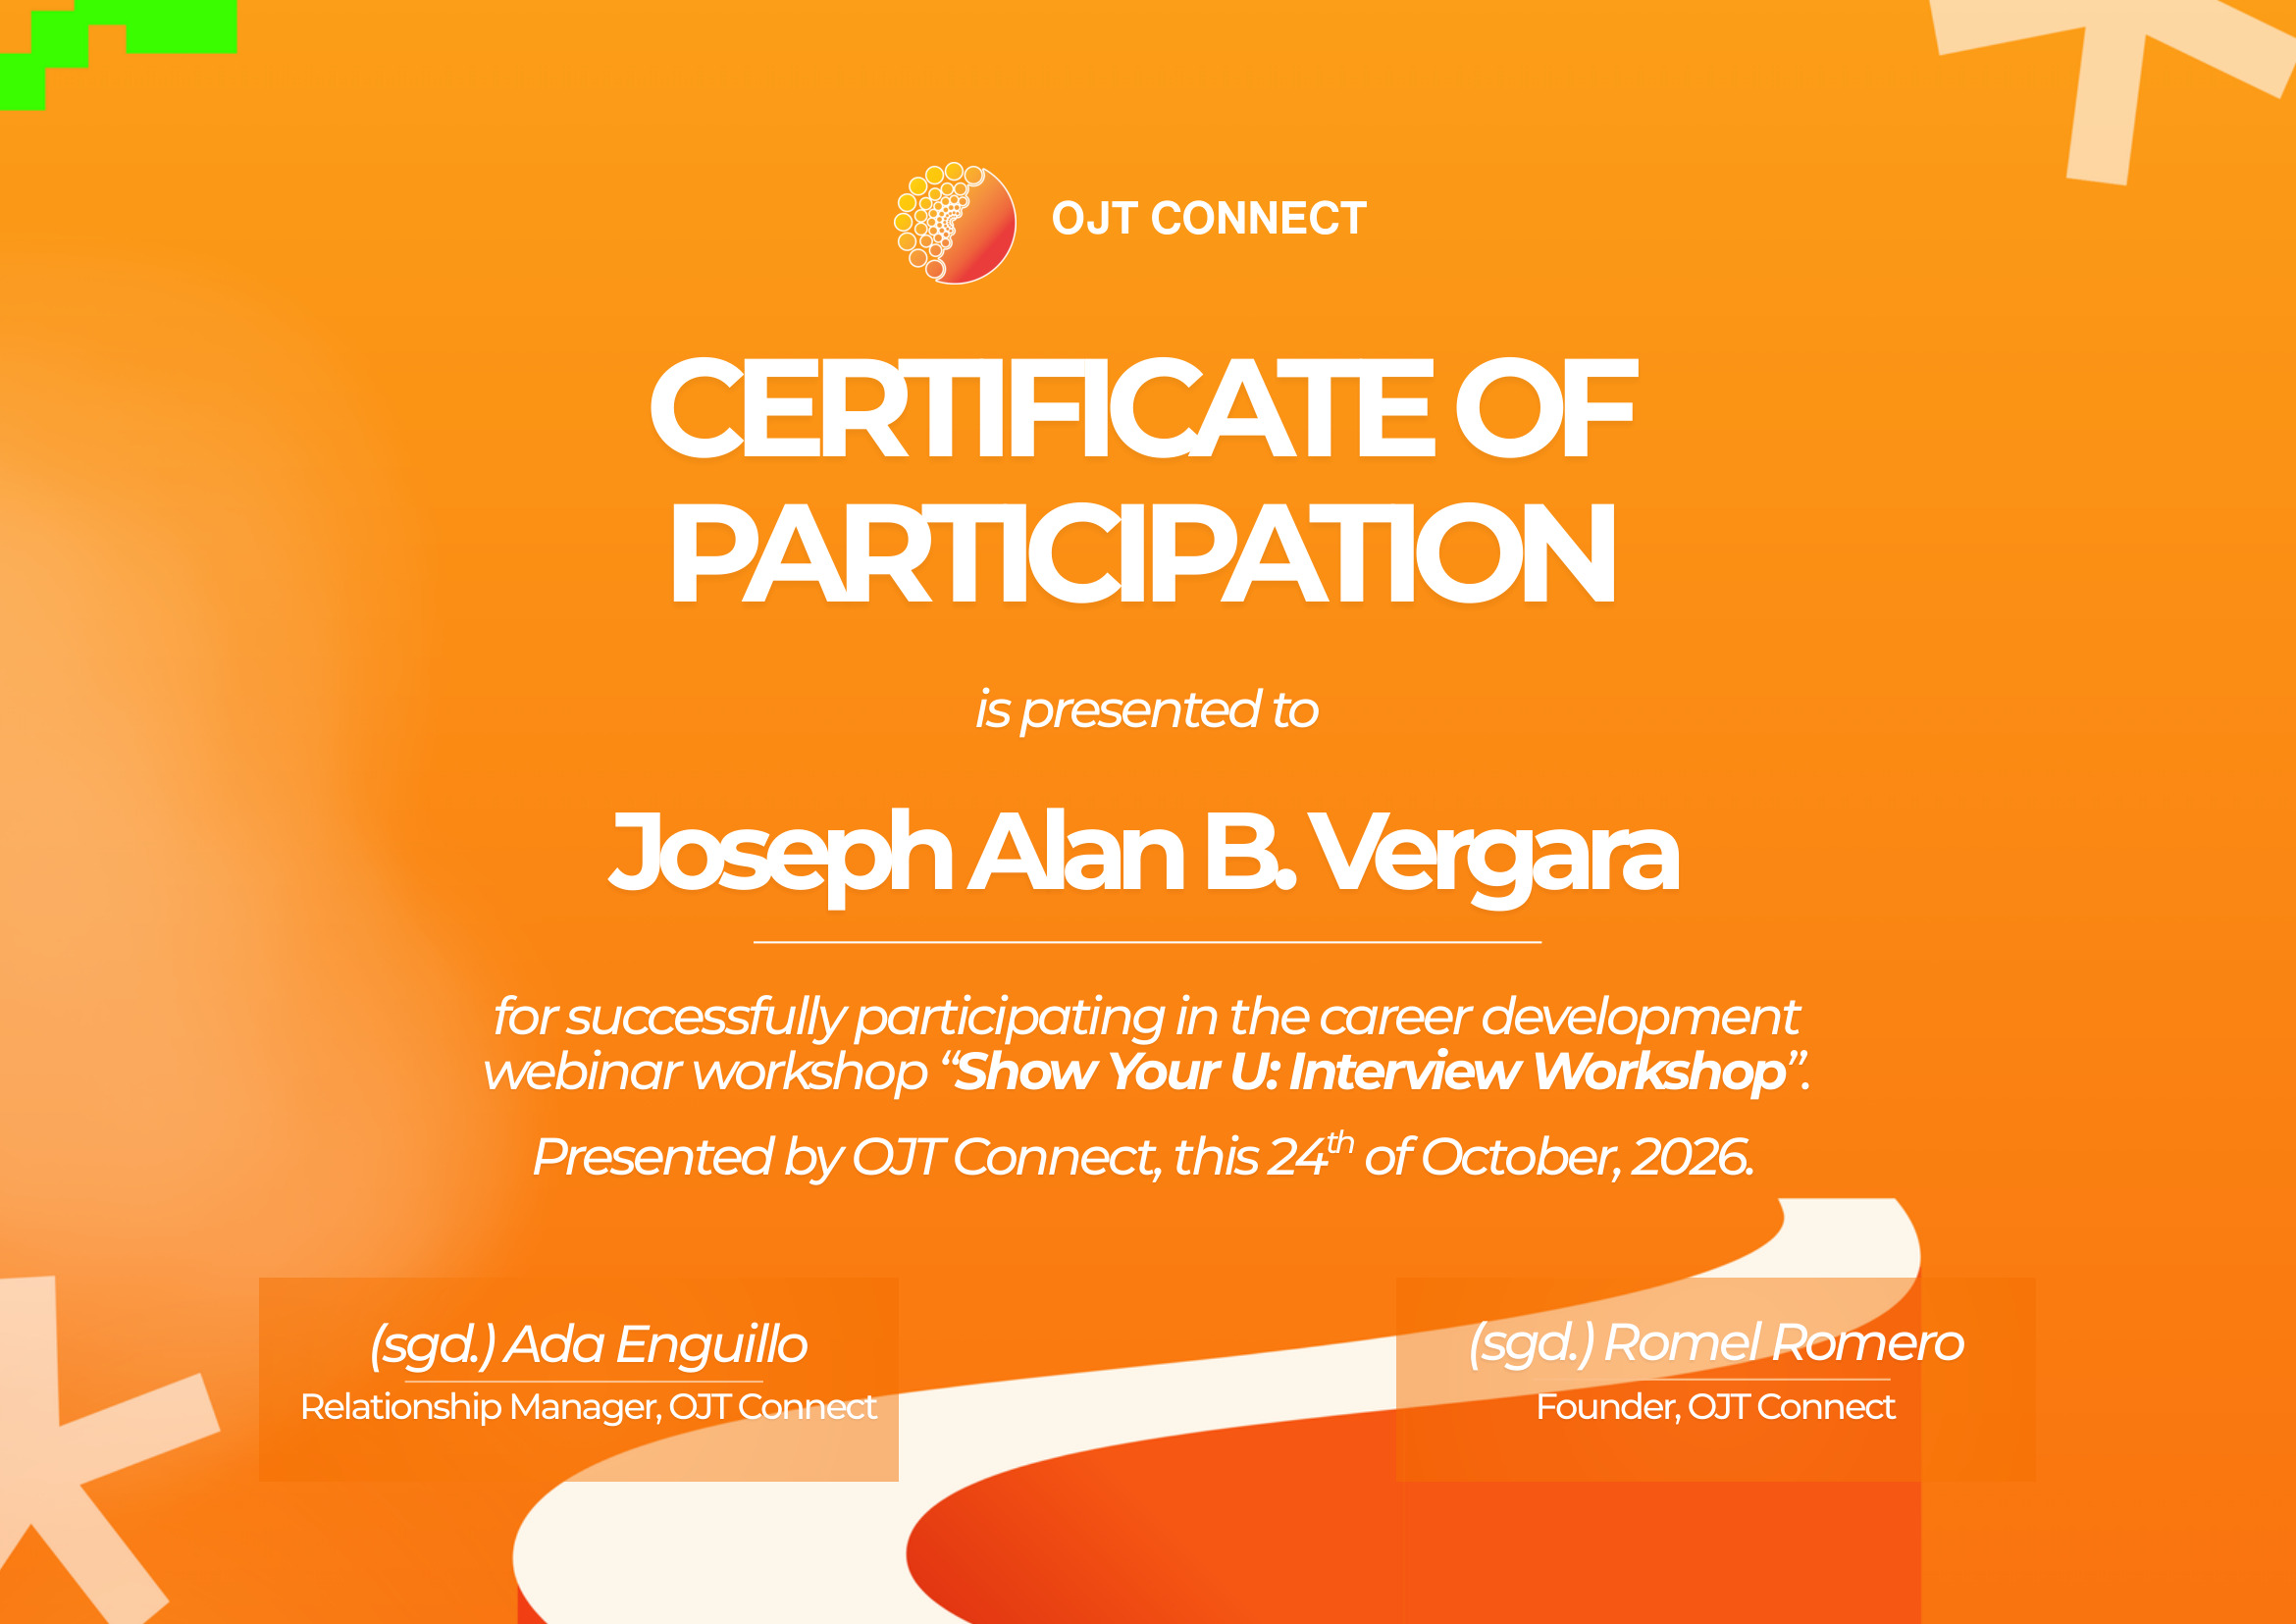 OJT CONNECT
CERTIFICATE OF
PARTICIPATION
is presented to
Joseph Alan B. Vergara
for successfully participating in the career development
webinar workshop “Show Your U: Interview Workshop”.
Presented by OJT Connect, this 24th of October, 2026.
(sgd.) Ada Enguillo
Relationship Manager, OJT Connect
(sgd.) Romel Romero
Founder, OJT Connect